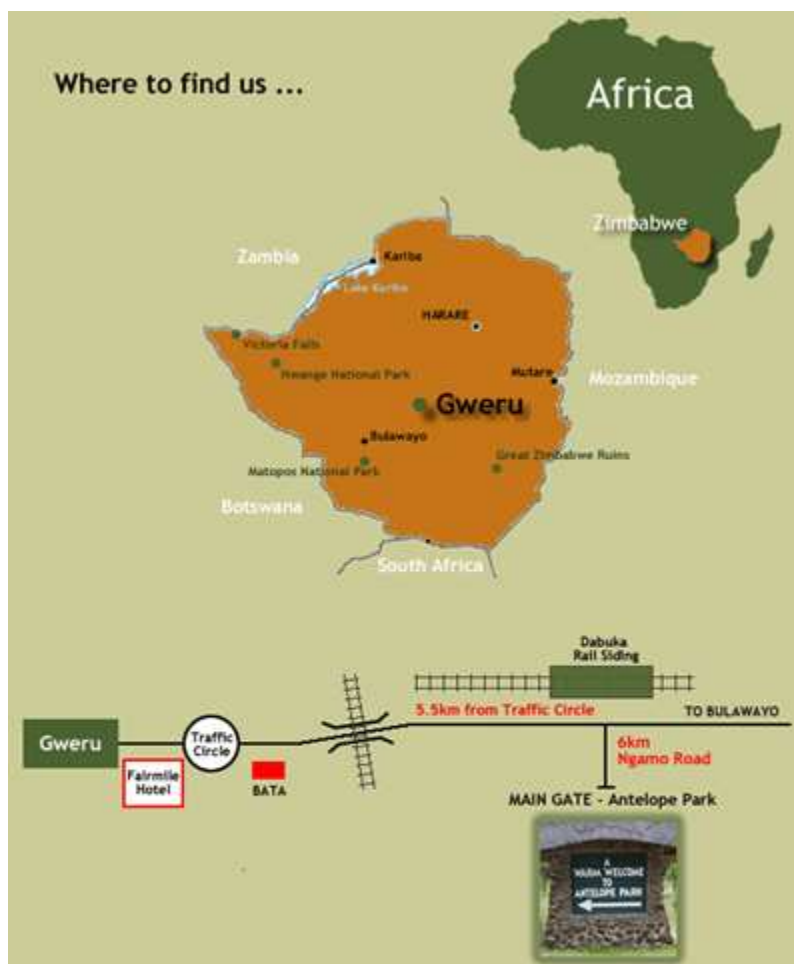 Where to find us ...
Africa
Zimbabwe
Zambia
Kariba
Lake Kariba
HARARE
Victoria Falls
Hwange National Park
Mutare
Mozambique
Gweru
Bulawayo
Great Zimbabwe Ruins
Matopos National Park
Botswana
South Africa
Dabuka
Rail Siding
5.5km from Traffic Circle
TO BULAWAYO
Gweru
Traffic
Circle
6km
Ngamo Road
Fairmile
Hotel
BATA
MAIN GATE - Antelope Park
A
WARM WELCOME
TO
ANTELOPE PARK